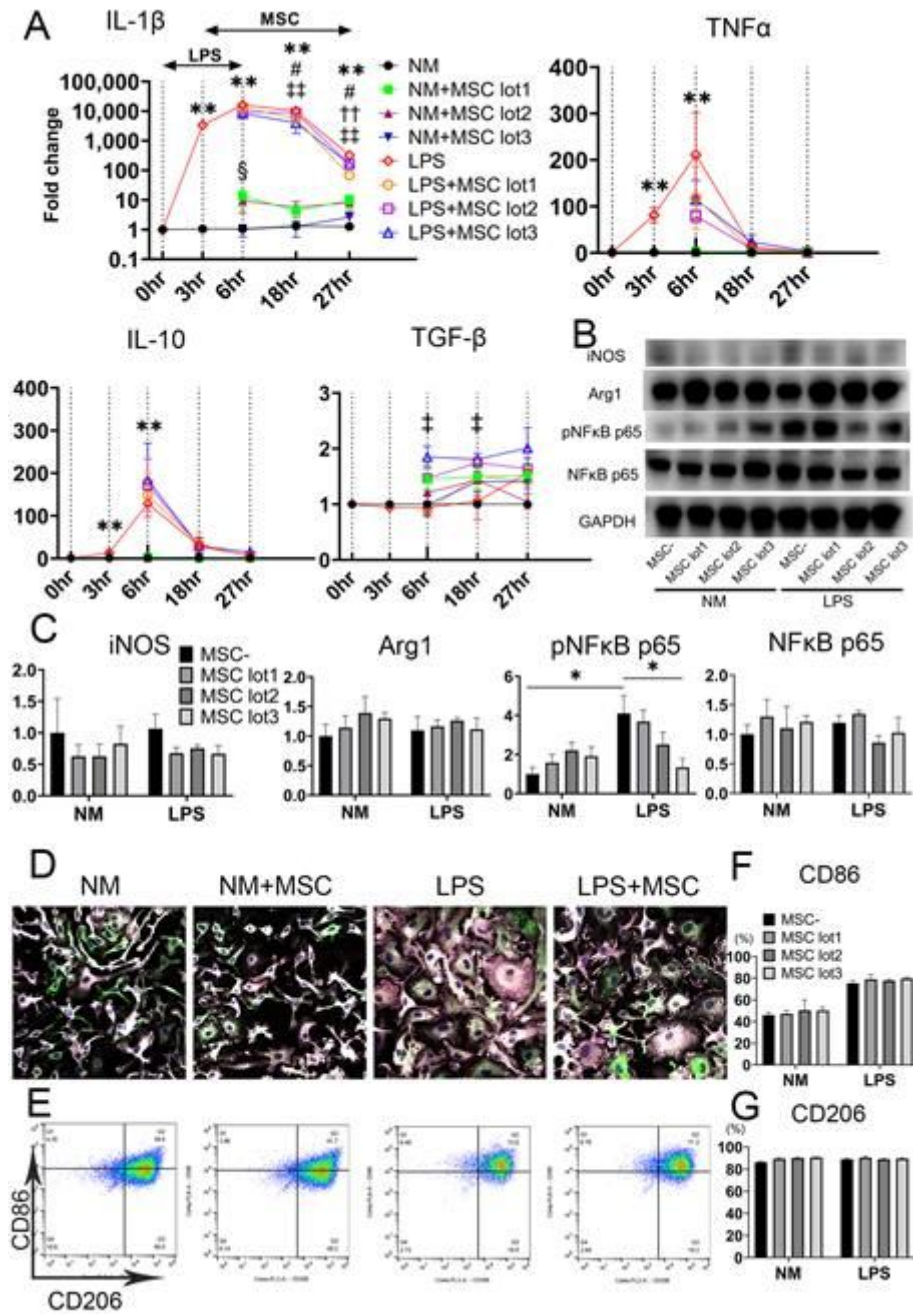 A
IL-1β
MSC
LPS
**
**
**
#
‡‡
**
#
††
‡‡
§
Fold change
100,000
10,000
1,000
100
10
1
0.1
0hr
3hr
6hr
18hr
27hr
NM
NM+MSC lot1
NM+MSC lot2
NM+MSC lot3
LPS
LPS+MSC lot1
LPS+MSC lot2
LPS+MSC lot3
TNFα
400
300
200
100
0
**
**
0hr
3hr
6hr
18hr
27hr
IL-10
400
300
200
100
0
**
**
0hr
3hr
6hr
18hr
27hr
TGF-β
3
2
1
0
‡
‡
0hr
3hr
6hr
18hr
27hr
B
iNOS
Arg1
pNFκB p65
NFκB p65
GAPDH
MSC-
MSC lot1
MSC lot2
MSC lot3
MSC-
MSC lot1
MSC lot2
MSC lot3
NM
LPS
C
iNOS
2.0
1.5
1.0
0.5
0.0
NM
LPS
MSC-
MSC lot1
MSC lot2
MSC lot3
Arg1
2.0
1.5
1.0
0.5
0.0
NM
LPS
pNFκB p65
6
4
2
0
*
*
NM
LPS
NFκB p65
2.0
1.5
1.0
0.5
0.0
NM
LPS
D
NM
NM+MSC
LPS
LPS+MSC
F
CD86
MSC-
MSC lot1
MSC lot2
MSC lot3
(%)
100
80
60
40
20
0
NM
LPS
E
CD86
CD206
G
CD206
(%)
100
80
60
40
20
0
NM
LPS